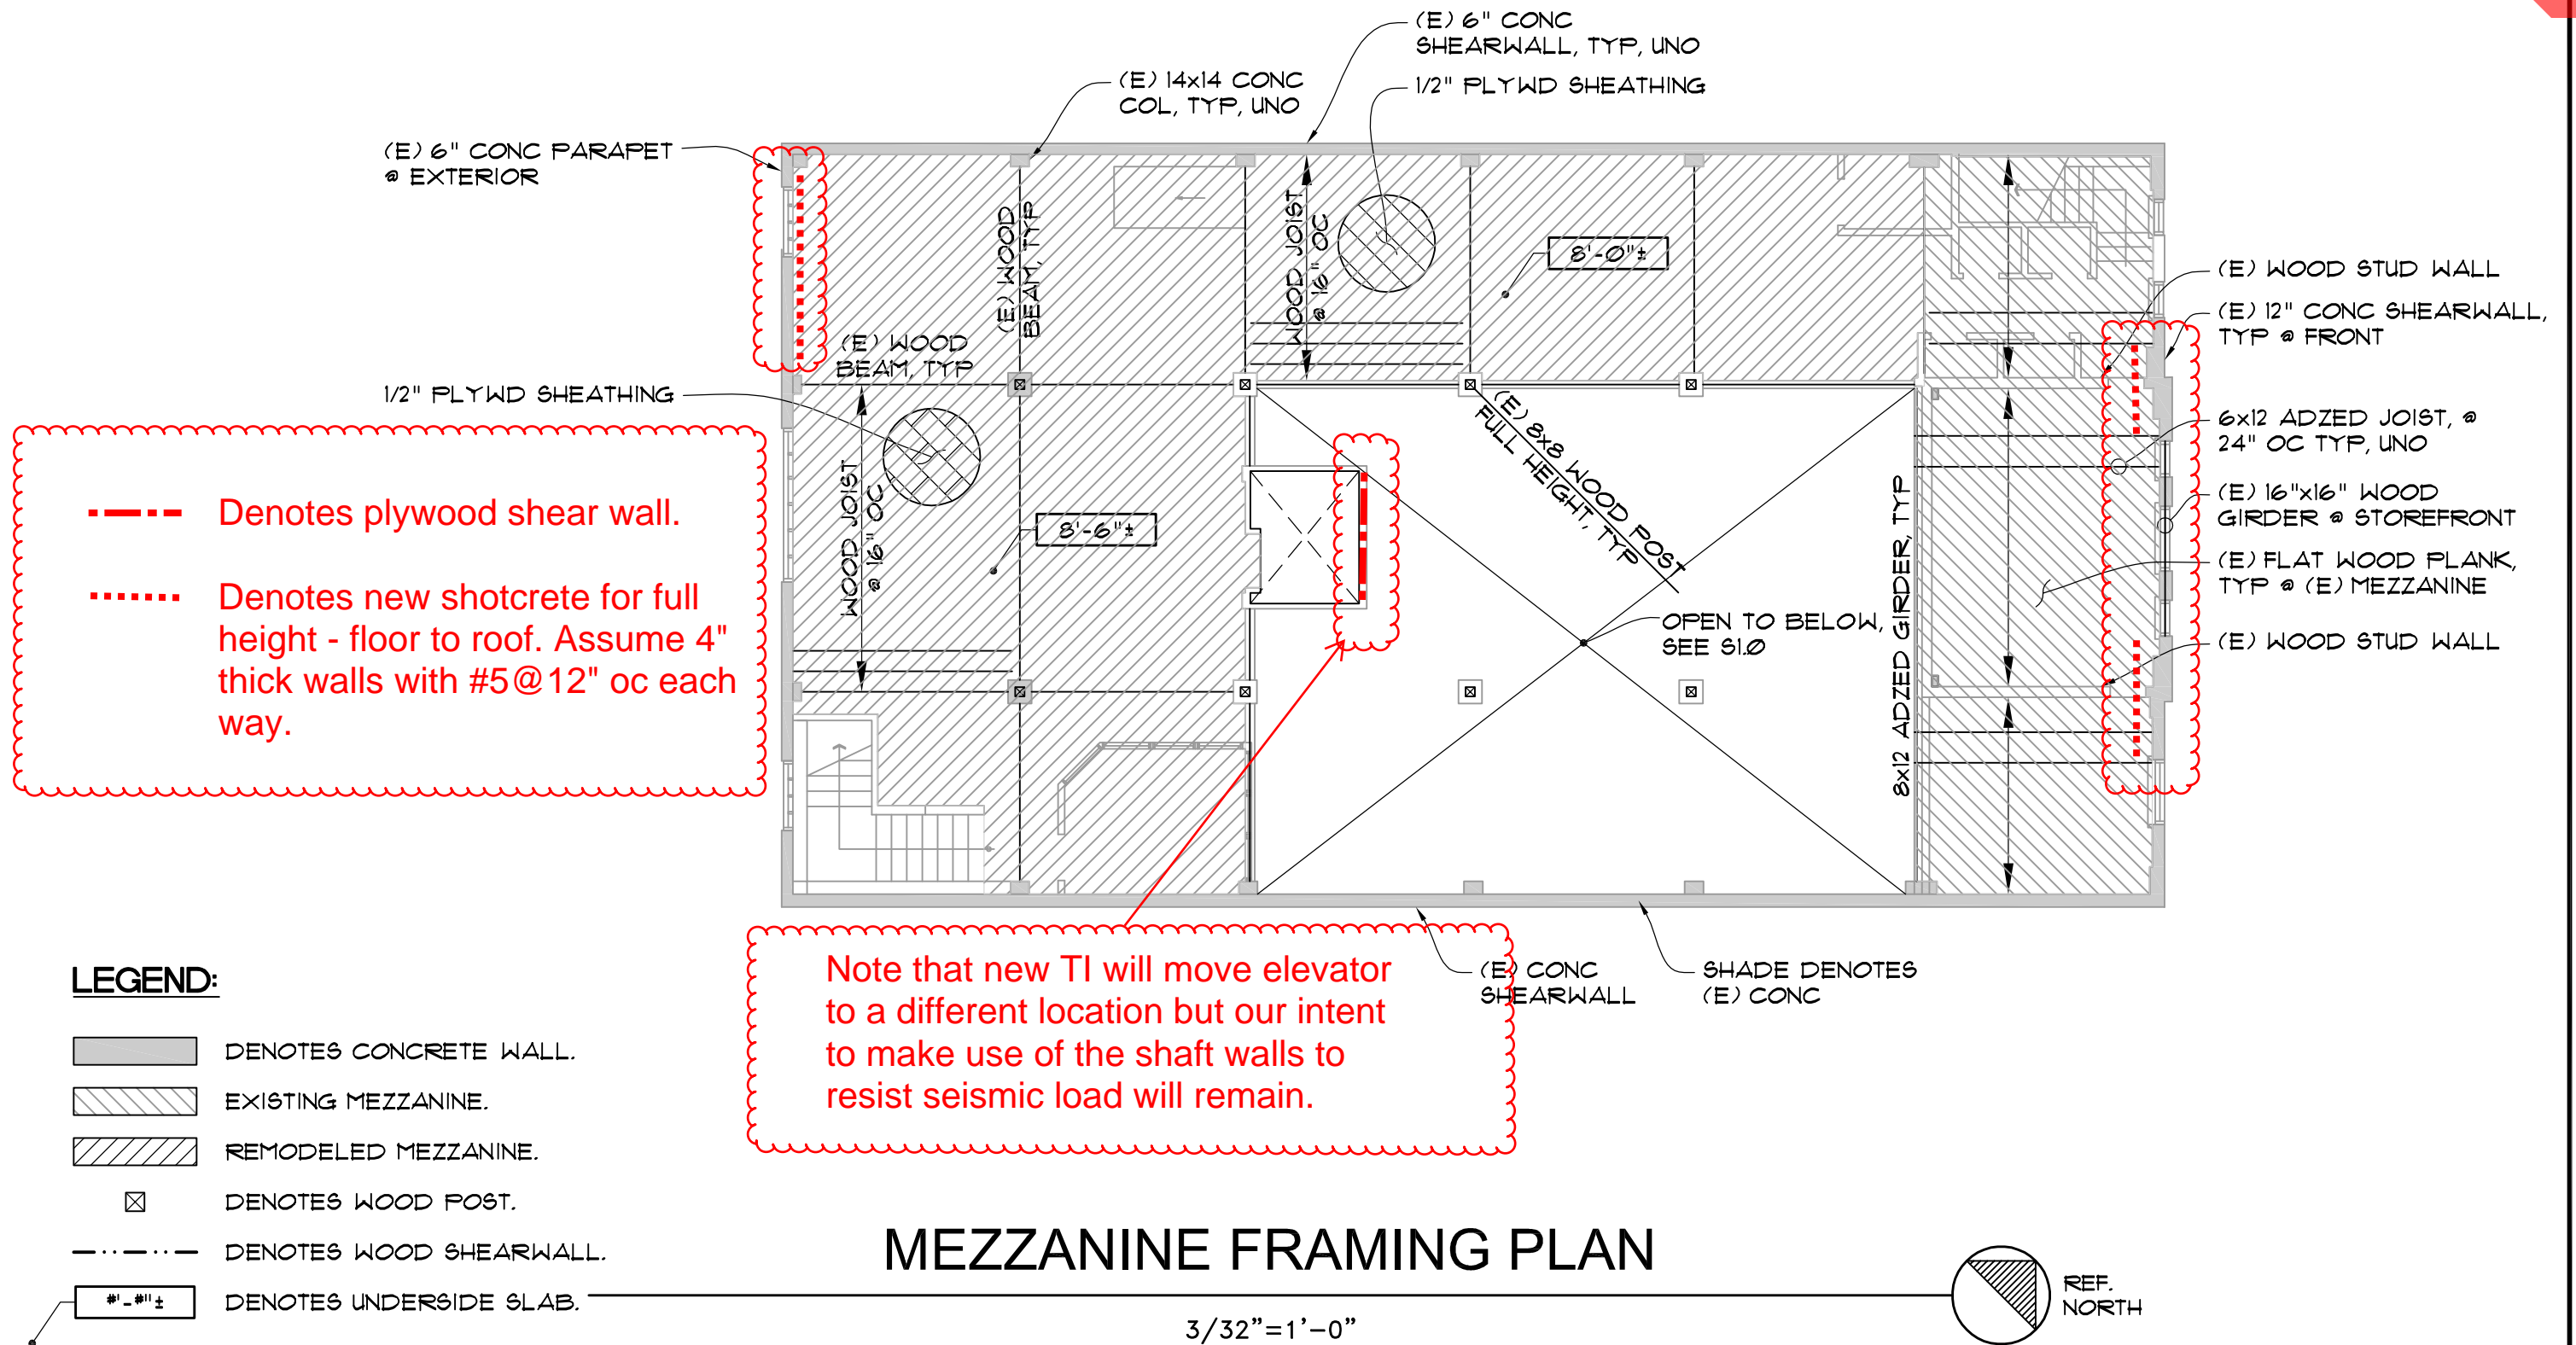 (E) 6" CONC
SHEARWALL, TYP, UNO
(E) 14x14 CONC
COL, TYP, UNO
1/2" PLYWD SHEATHING
(E) 6" CONC PARAPET
@ EXTERIOR
(E) WOOD
BEAM, TYP
WOOD JOIST
@ 16" OC
8'-0"±
(E) WOOD STUD WALL
(E) 12" CONC SHEARWALL,
TYP @ FRONT
(E) WOOD
BEAM, TYP
1/2" PLYWD SHEATHING
6x12 ADZED JOIST, @
24" OC TYP, UNO
(E) 8x8 WOOD POST
FULL HEIGHT, TYP
WOOD JOIST
@ 16" OC
8'-6"±
8x12 ADZED GIRDER, TYP
(E) 16"x16" WOOD
GIRDER @ STOREFRONT
(E) FLAT WOOD PLANK,
TYP @ (E) MEZZANINE
OPEN TO BELOW,
SEE S1.0
(E) WOOD STUD WALL
Denotes plywood shear wall.
Denotes new shotcrete for full
height - floor to roof. Assume 4"
thick walls with #5@12" oc each
way.
Note that new TI will move elevator
to a different location but our intent
to make use of the shaft walls to
resist seismic load will remain.
(E) CONC
SHEARWALL
SHADE DENOTES
(E) CONC
LEGEND:
DENOTES CONCRETE WALL.
EXISTING MEZZANINE.
REMODELED MEZZANINE.
DENOTES WOOD POST.
DENOTES WOOD SHEARWALL.
#'-#"± DENOTES UNDERSIDE SLAB.
MEZZANINE FRAMING PLAN
3/32"=1'-0"
REF.
NORTH